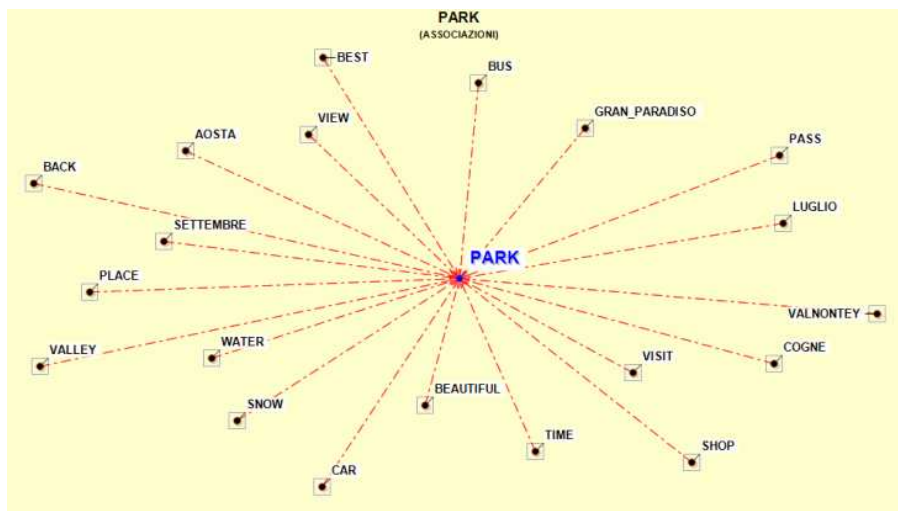 PARK
(ASSOCIAZIONI)
BEST
BUS
GRAN_PARADISO
VIEW
AOSTA
PASS
BACK
LUGLIO
SETTEMBRE
PARK
PLACE
VALNONTEY
WATER
COGNE
VALLEY
VISIT
BEAUTIFUL
SNOW
TIME
SHOP
CAR